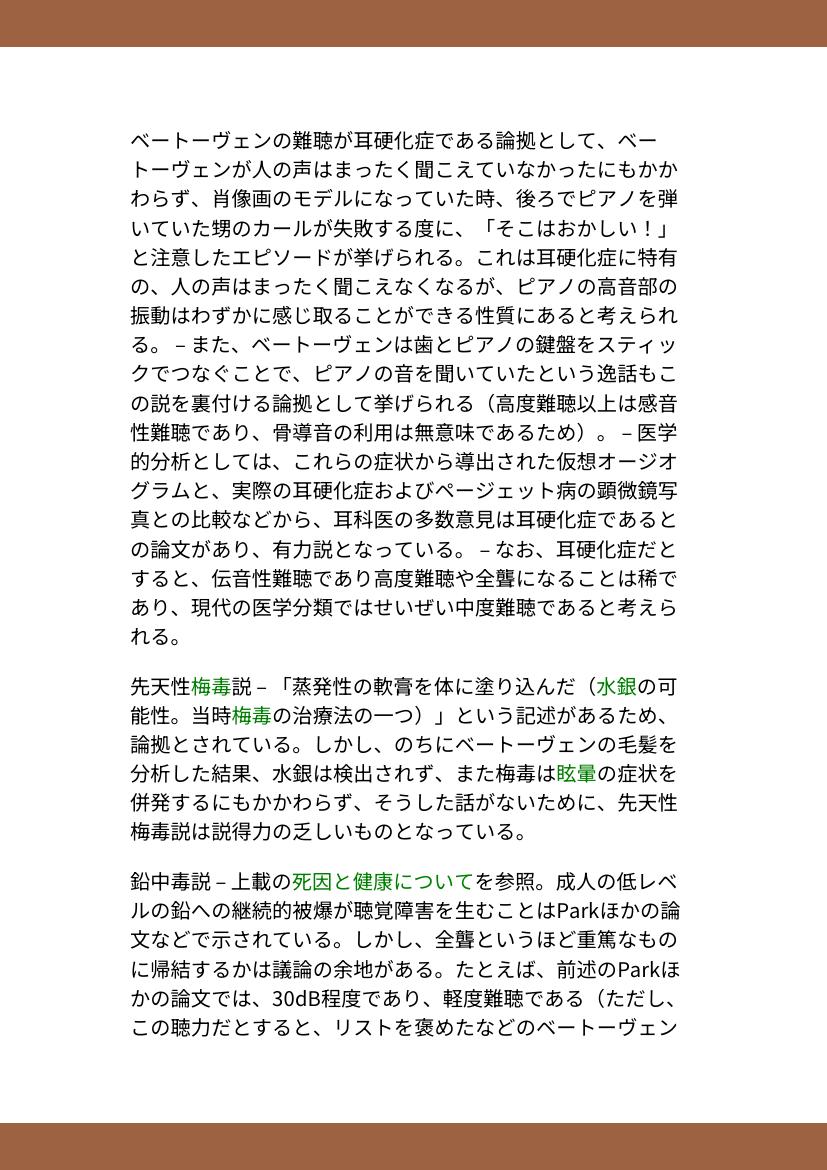 ベートーヴェンの難聴が耳硬化症である論拠として、ベー
トーヴェンが人の声はまったく聞こえていなかったにもかか
わらず、肖像画のモデルになっていた時、後ろでピアノを弾
いていた甥のカールが失敗する度に、「そこはおかしい！」
と注意したエピソードが挙げられる。これは耳硬化症に特有
の、人の声はまったく聞こえなくなるが、ピアノの高音部の
振動はわずかに感じ取ることができる性質にあると考えられ
る。 – また、ベートーヴェンは歯とピアノの鍵盤をスティッ
クでつなぐことで、ピアノの音を聞いていたという逸話もこ
の説を裏付ける論拠として挙げられる（高度難聴以上は感音
性難聴であり、骨導音の利用は無意味であるため）。 – 医学
的分析としては、これらの症状から導出された仮想オージオ
グラムと、実際の耳硬化症およびページェット病の顕微鏡写
真との比較などから、耳科医の多数意見は耳硬化症であると
の論文があり、有力説となっている。 – なお、耳硬化症だと
すると、伝音性難聴であり高度難聴や全聾になることは稀で
あり、現代の医学分類ではせいぜい中度難聴であると考えら
れる。
先天性梅毒説 – 「蒸発性の軟膏を体に塗り込んだ（水銀の可
能性。当時梅毒の治療法の一つ）」という記述があるため、
論拠とされている。しかし、のちにベートーヴェンの毛髪を
分析した結果、水銀は検出されず、また梅毒は眩暈の症状を
併発するにもかかわらず、そうした話がないために、先天性
梅毒説は説得力の乏しいものとなっている。
鉛中毒説 – 上載の死因と健康についてを参照。成人の低レベ
ルの鉛への継続的被爆が聴覚障害を生むことはParkほかの論
文などで示されている。しかし、全聾というほど重篤なもの
に帰結するかは議論の余地がある。たとえば、前述のParkほ
かの論文では、30dB程度であり、軽度難聴である（ただし、
この聴力だとすると、リストを褒めたなどのベートーヴェン